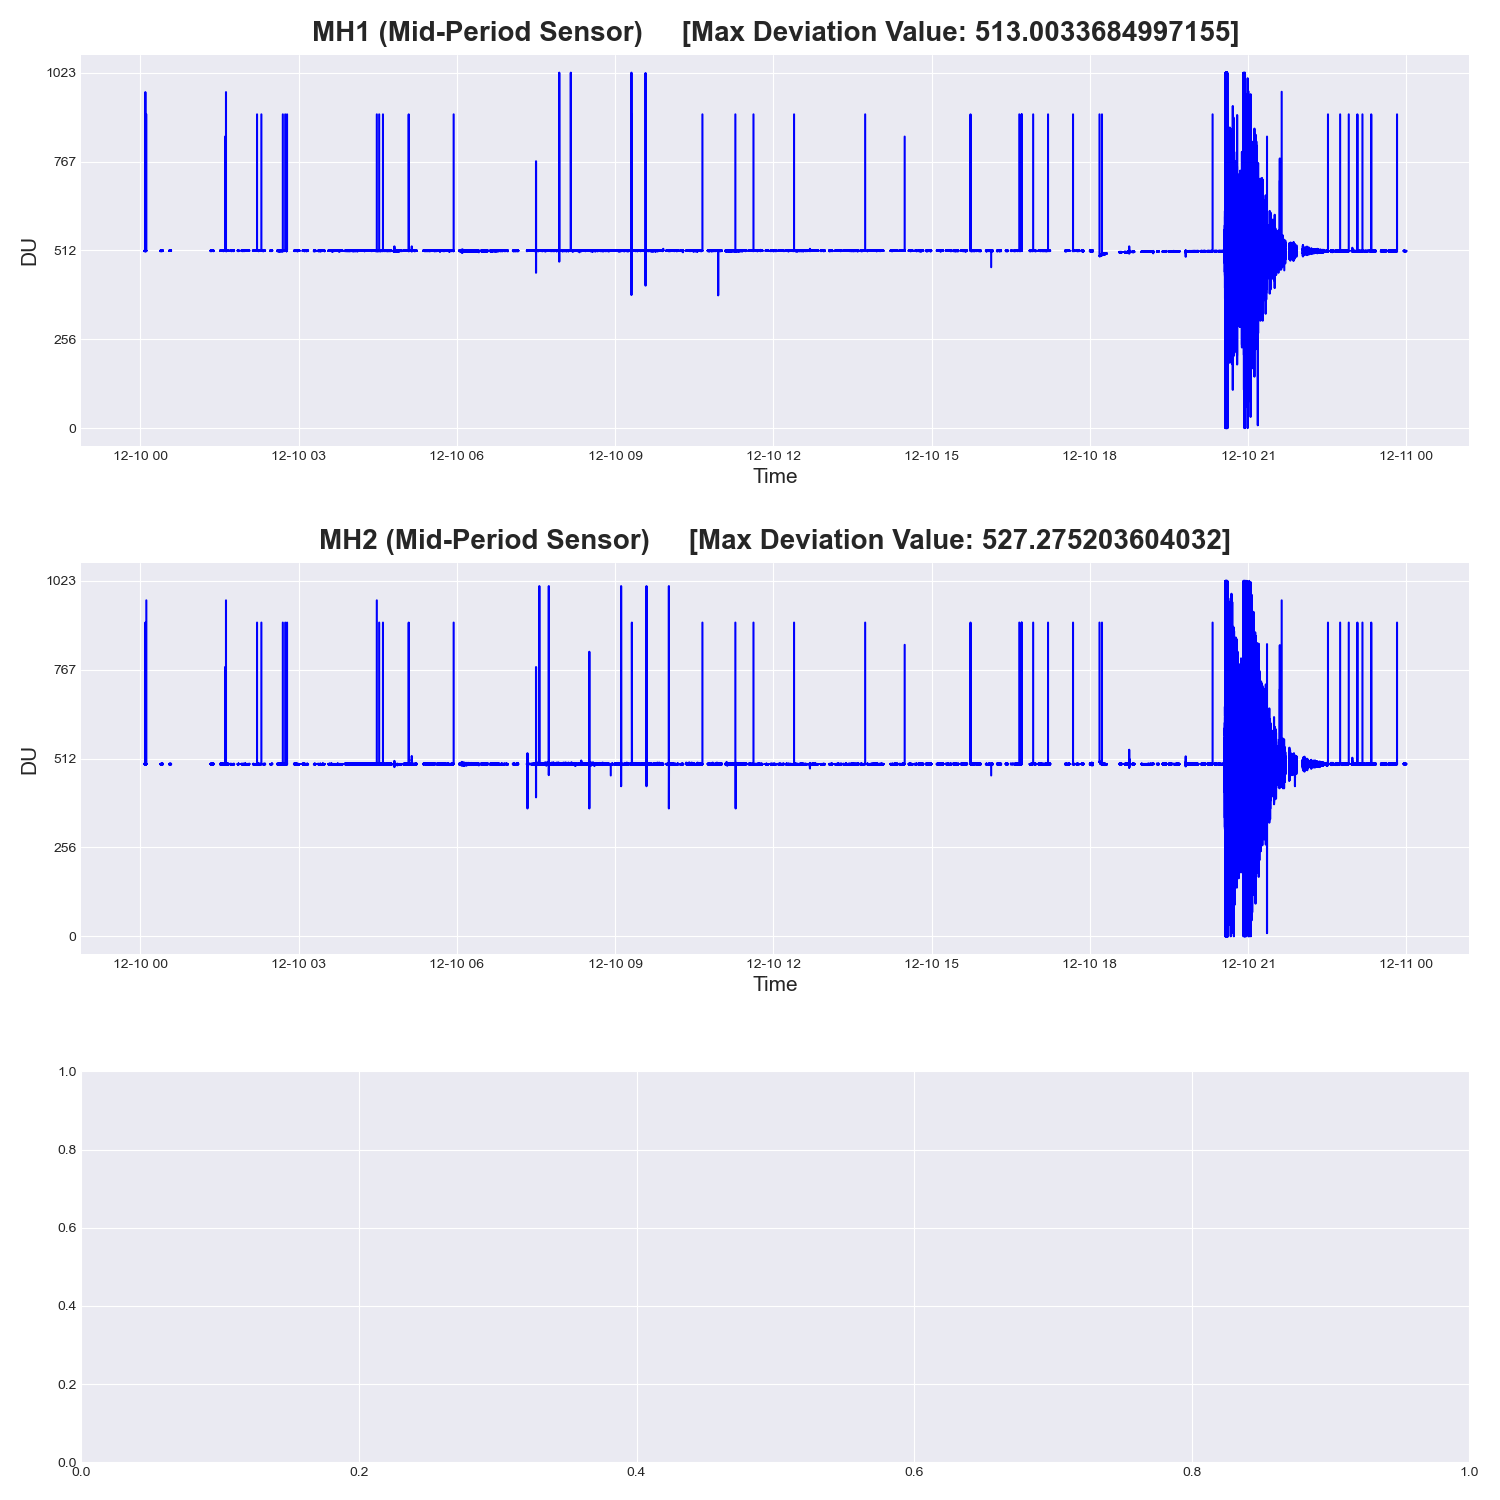 MH1 (Mid-Period Sensor) [Max Deviation Value: 513.0033684997155]
1023
767
512
256
0
DU
12-10 00 12-10 03 12-10 06 12-10 09 12-10 12 12-10 15 12-10 18 12-10 21 12-11 00
Time
MH2 (Mid-Period Sensor) [Max Deviation Value: 527.275203604032]
1023
767
512
256
0
DU
12-10 00 12-10 03 12-10 06 12-10 09 12-10 12 12-10 15 12-10 18 12-10 21 12-11 00
Time
1.0
0.8
0.6
0.4
0.2
0.0
0.0 0.2 0.4 0.6 0.8 1.0